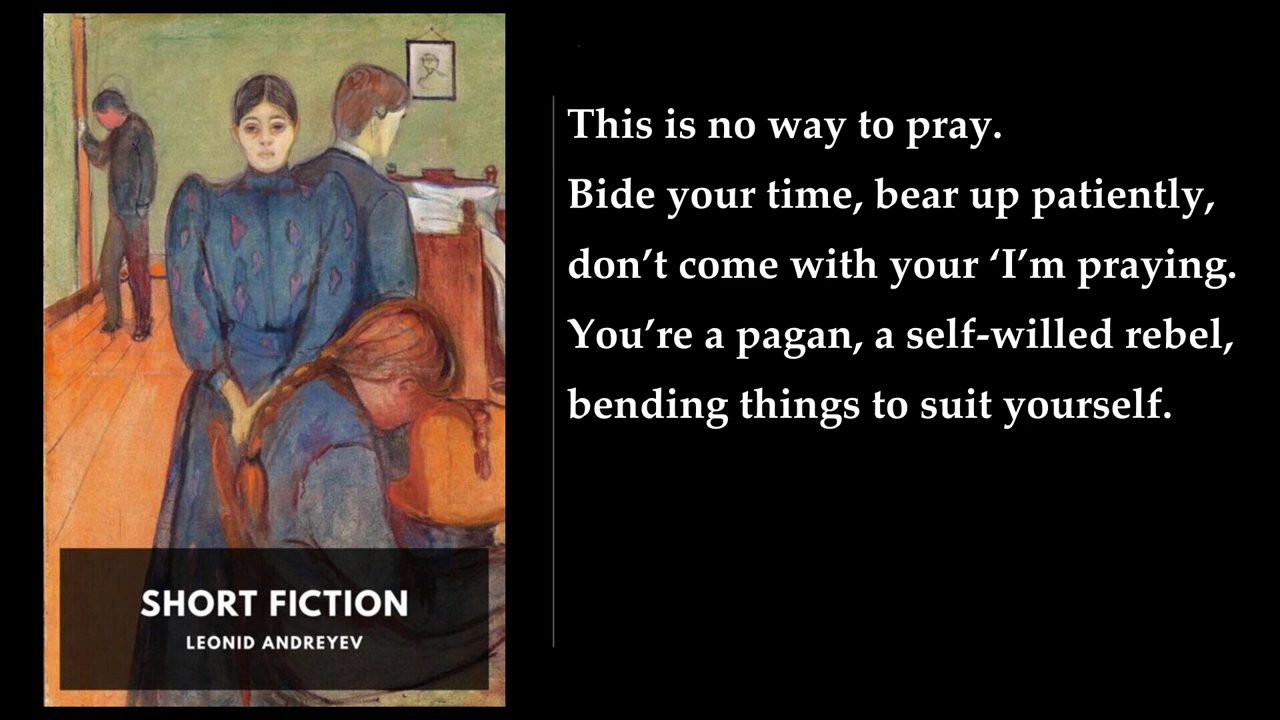 This is no way to pray.
Bide your time, bear up patiently,
don’t come with your ‘I’m praying.
You’re a pagan, a self-willed rebel,
bending things to suit yourself.
SHORT FICTION
LEONID ANDREYEV